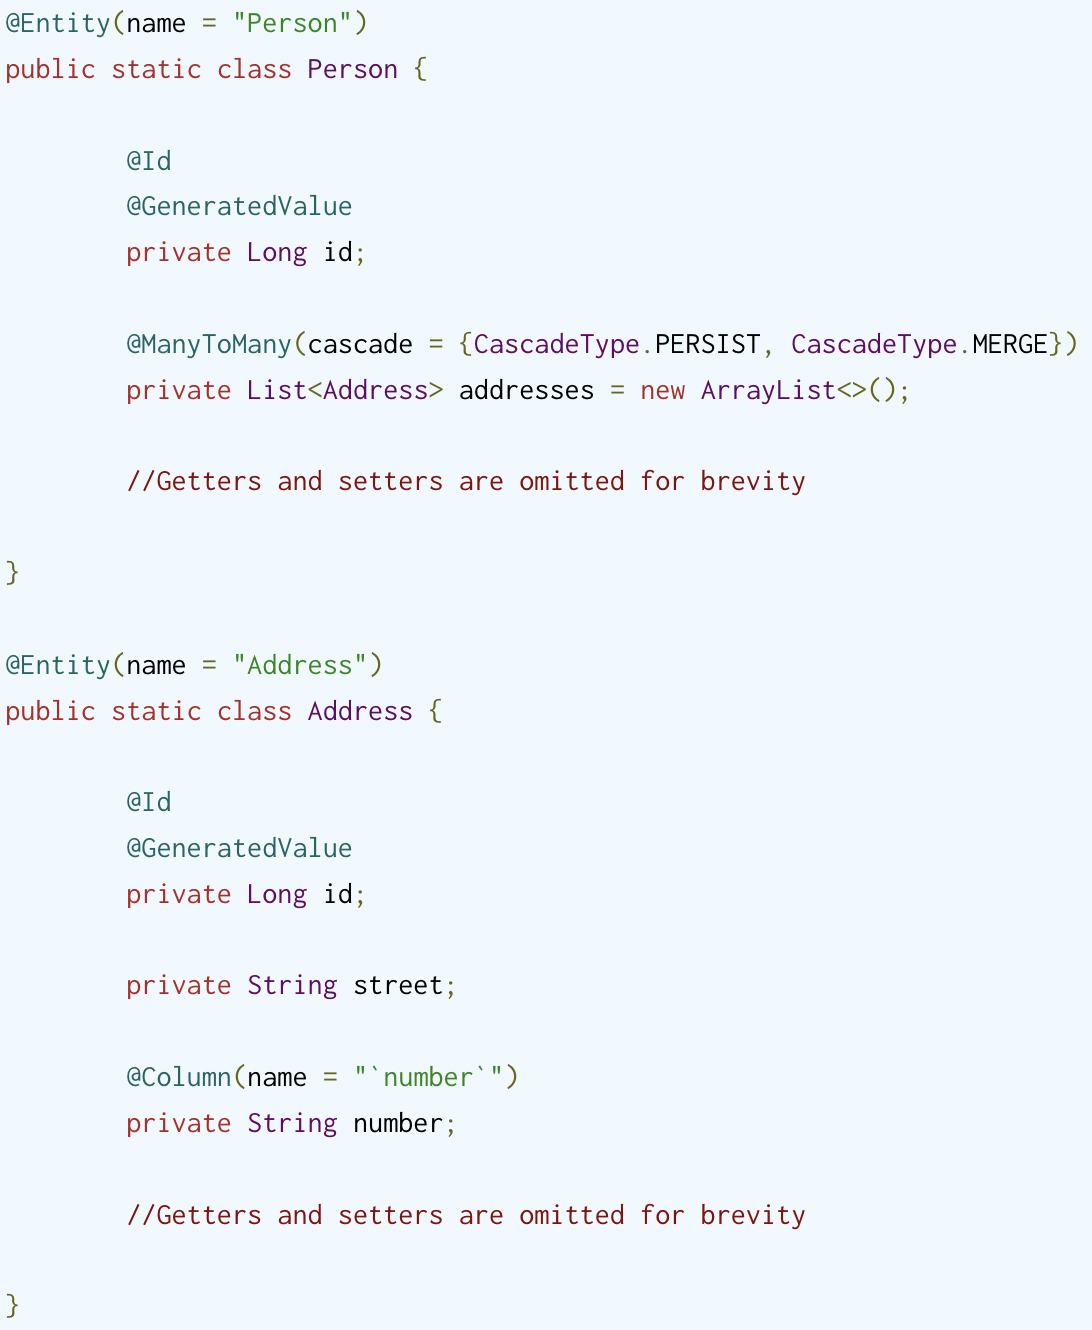 @Entity(name = "Person")
public static class Person {
@Id
@GeneratedValue
private Long id;
@ManyToMany(cascade = {CascadeType.PERSIST, CascadeType.MERGE})
private List<Address> addresses = new ArrayList<>();
//Getters and setters are omitted for brevity
}
@Entity(name = "Address")
public static class Address {
@Id
@GeneratedValue
private Long id;
private String street;
@Column(name = "`number`")
private String number;
//Getters and setters are omitted for brevity
}